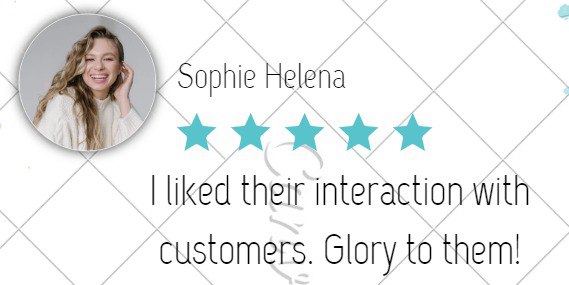 Sophie Helena
I liked their interaction with
customers. Glory to them!